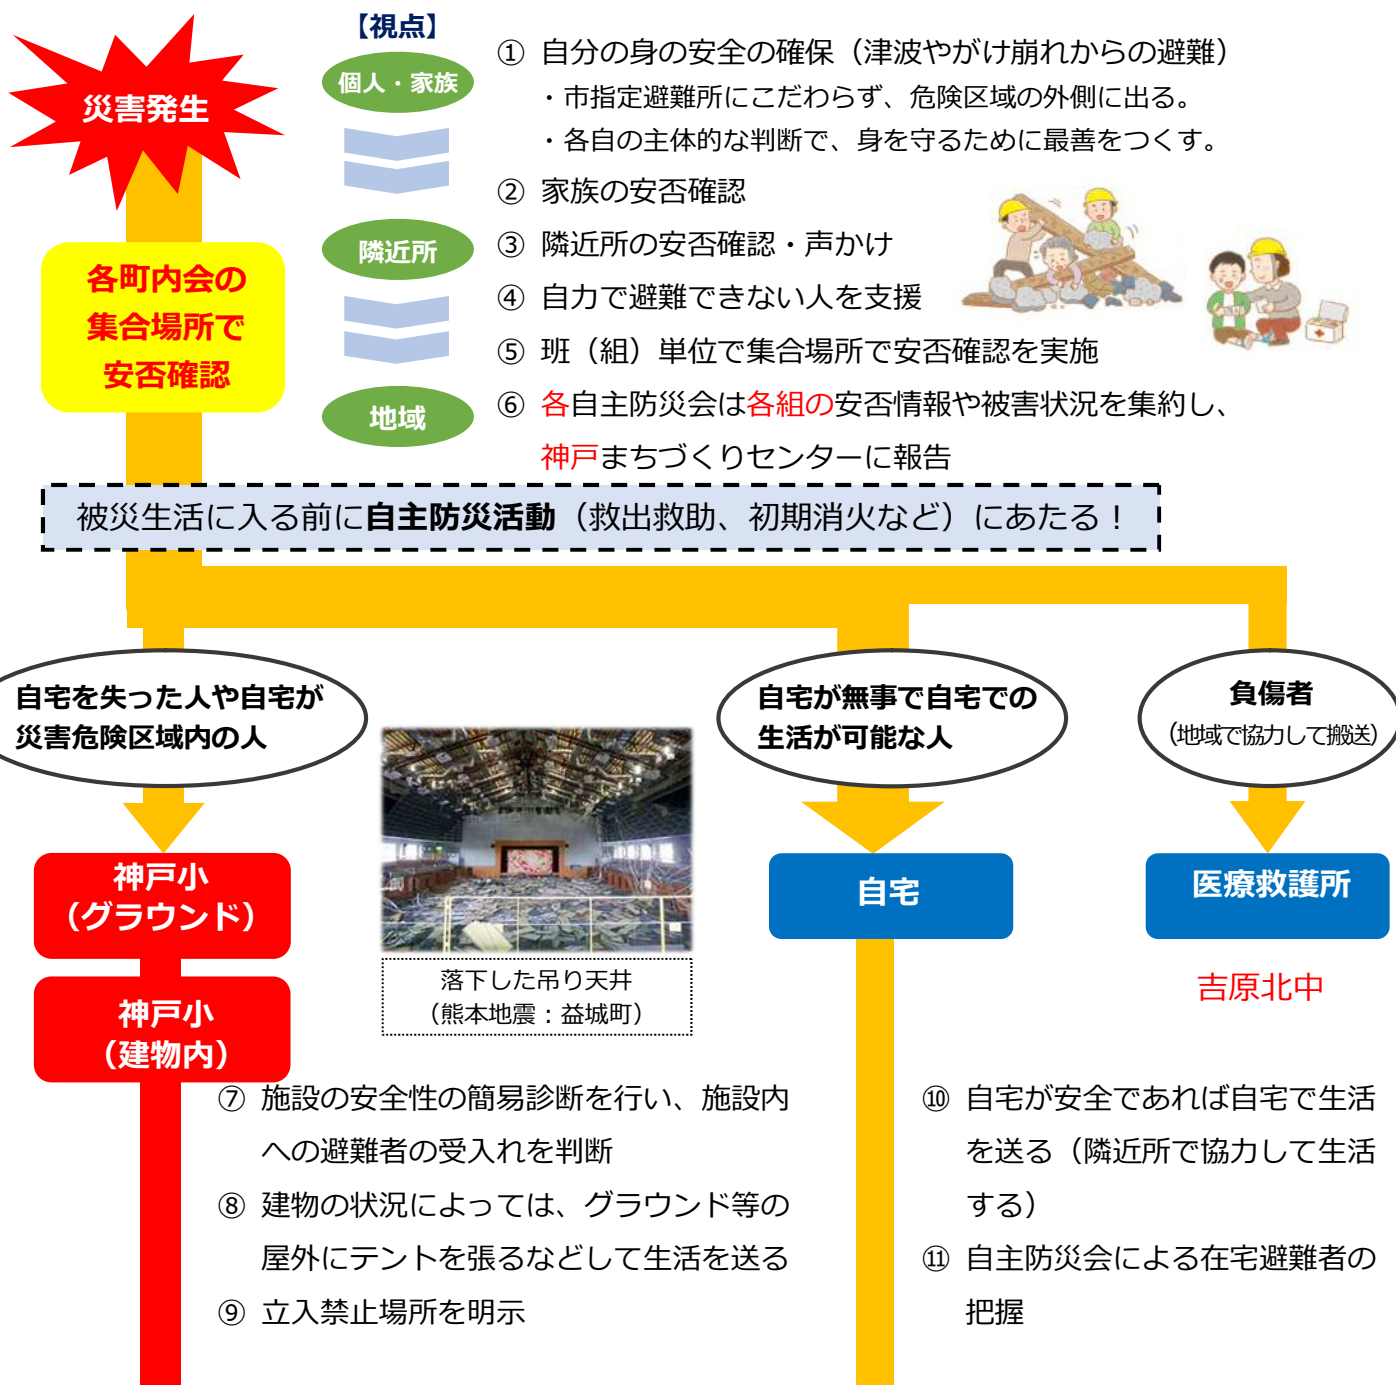 災害発生
【視点】
個人・家族
① 自分の身の安全の確保（津波やがけ崩れからの避難）
・市指定避難所にこだわらず、危険区域の外側に出る。
・各自の主体的な判断で、身を守るために最善をつくす。
② 家族の安否確認
隣近所
③ 隣近所の安否確認・声かけ
④ 自力で避難できない人を支援
各町内会の
集合場所で
安否確認
⑤ 班（組）単位で集合場所で安否確認を実施
地域
⑥ 各自主防災会は各組の安否情報や被害状況を集約し、
神戸まちづくりセンターに報告
被災生活に入る前に自主防災活動（救出救助、初期消火など）にあたる！
自宅を失った人や自宅が
災害危険区域内の人
自宅が無事で自宅での
生活が可能な人
負傷者
（地域で協力して搬送）
神戸小
（グラウンド）
神戸小
（建物内）
落下した吊り天井
（熊本地震：益城町）
自宅
医療救護所
吉原北中
⑦ 施設の安全性の簡易診断を行い、施設内
への避難者の受入れを判断
⑧ 建物の状況によっては、グラウンド等の
屋外にテントを張るなどして生活を送る
⑨ 立入禁止場所を明示
⑩ 自宅が安全であれば自宅で生活
を送る（隣近所で協力して生活
する）
⑪ 自主防災会による在宅避難者の
把握